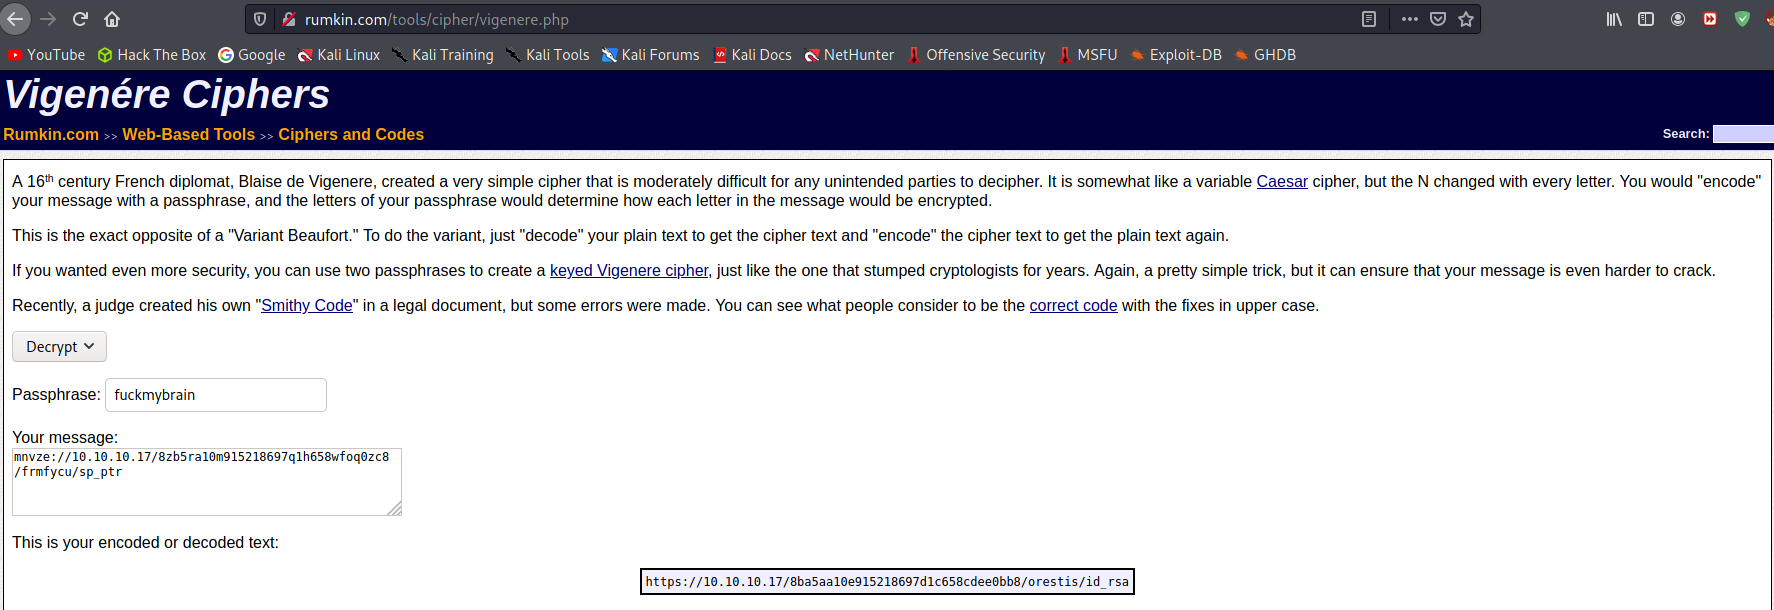 rumkin.com/tools/cipher/vigenere.php
YouTube Hack The Box Google Kali Linux Kali Training Kali Tools Kali Forums Kali Docs NetHunter Offensive Security MSFU Exploit-DB GHDB
Vigenére Ciphers
Rumkin.com >> Web-Based Tools >> Ciphers and Codes
Search:
A 16th century French diplomat, Blaise de Vigenere, created a very simple cipher that is moderately difficult for any unintended parties to decipher. It is somewhat like a variable Caesar cipher, but the N changed with every letter. You would "encode"
your message with a passphrase, and the letters of your passphrase would determine how each letter in the message would be encrypted.
This is the exact opposite of a "Variant Beaufort." To do the variant, just "decode" your plain text to get the cipher text and "encode" the cipher text to get the plain text again.
If you wanted even more security, you can use two passphrases to create a keyed Vigenere cipher, just like the one that stumped cryptologists for years. Again, a pretty simple trick, but it can ensure that your message is even harder to crack.
Recently, a judge created his own "Smithy Code" in a legal document, but some errors were made. You can see what people consider to be the correct code with the fixes in upper case.
Decrypt
Passphrase: fuckmybrain
Your message:
mnvze://10.10.10.17/8zb5ra10m915218697q1h658wfoq0zc8
/frmfycu/sp_ptr
This is your encoded or decoded text:
https://10.10.10.17/8ba5aa10e915218697d1c658cdee0bb8/orestis/id_rsa